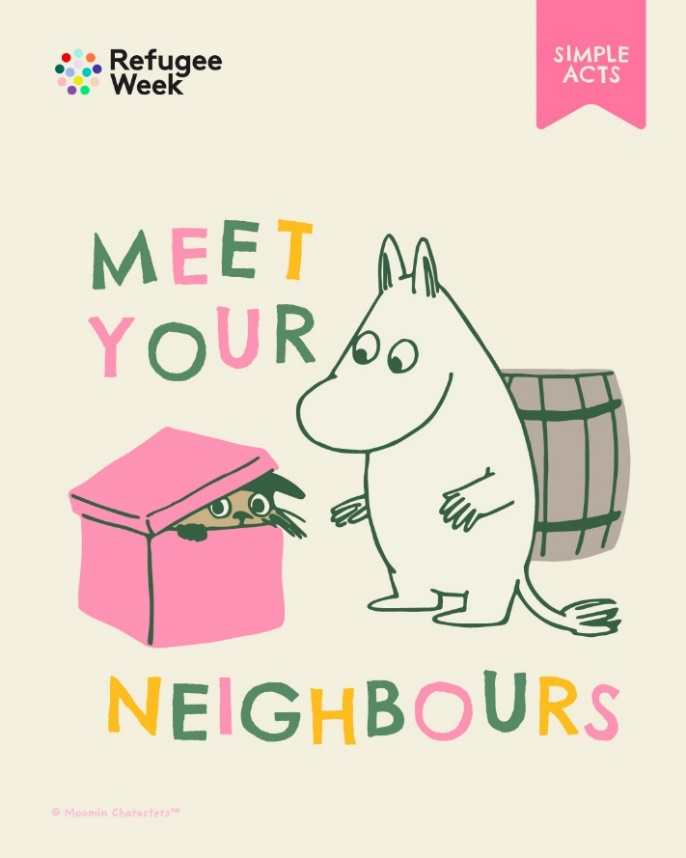 Refugee
Week
SIMPLE
ACTS
MEET
YOUR
NEIGHBOURS
© Moomin Characters™